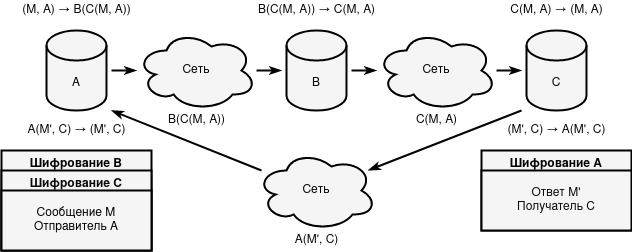 (M, A) → B(C(M, A))
B(C(M, A)) → C(M, A)
C(M, A) → (M, A)
A
Сеть
B
Сеть
C
B(C(M, A))
C(M, A)
A(M', C) → (M', C)
(M', C) → A(M', C)
Шифрование B
Шифрование C
Сообщение M
Отправитель A
Сеть
A(M', C)
Шифрование A
Ответ M'
Получатель C